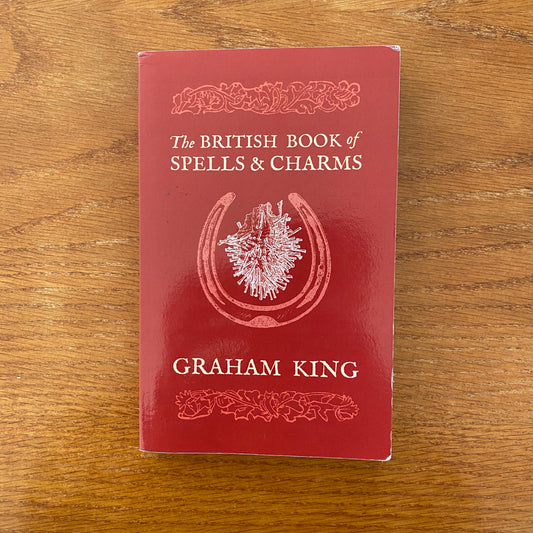 The BRITISH BOOK of
SPELLS & CHARMS
GRAHAM KING